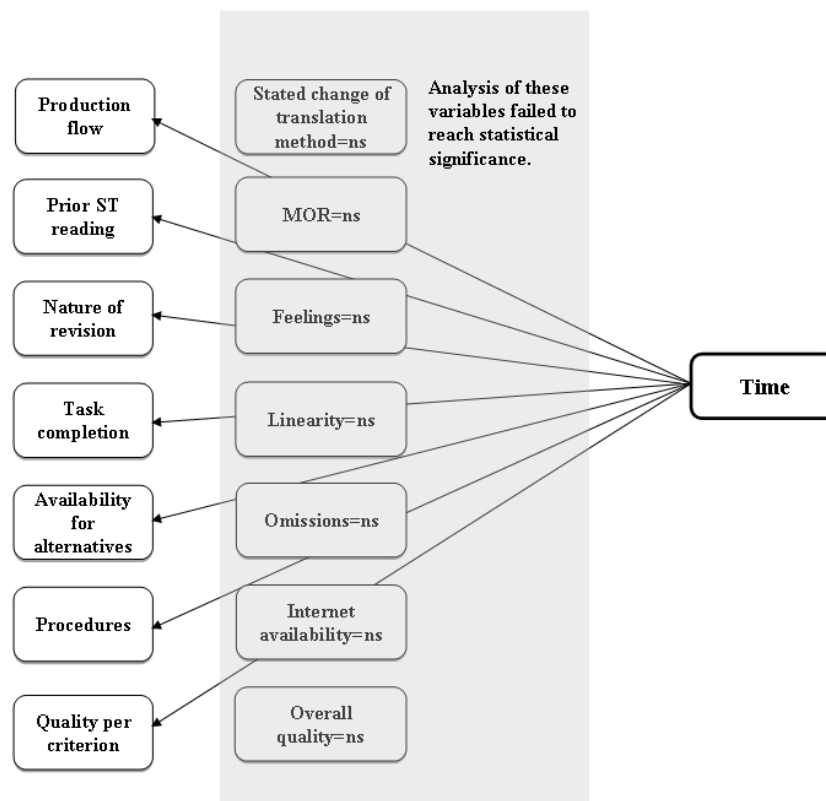 Production
flow
Prior ST
reading
Nature of
revision
Task
completion
Availability
for
alternatives
Procedures
Quality per
criterion
Stated change of
translation
method=ns
MOR=ns
Feelings=ns
Linearity=ns
Omissions=ns
Internet
availability=ns
Overall
quality=ns
Analysis of these
variables failed to
reach statistical
significance.
Time